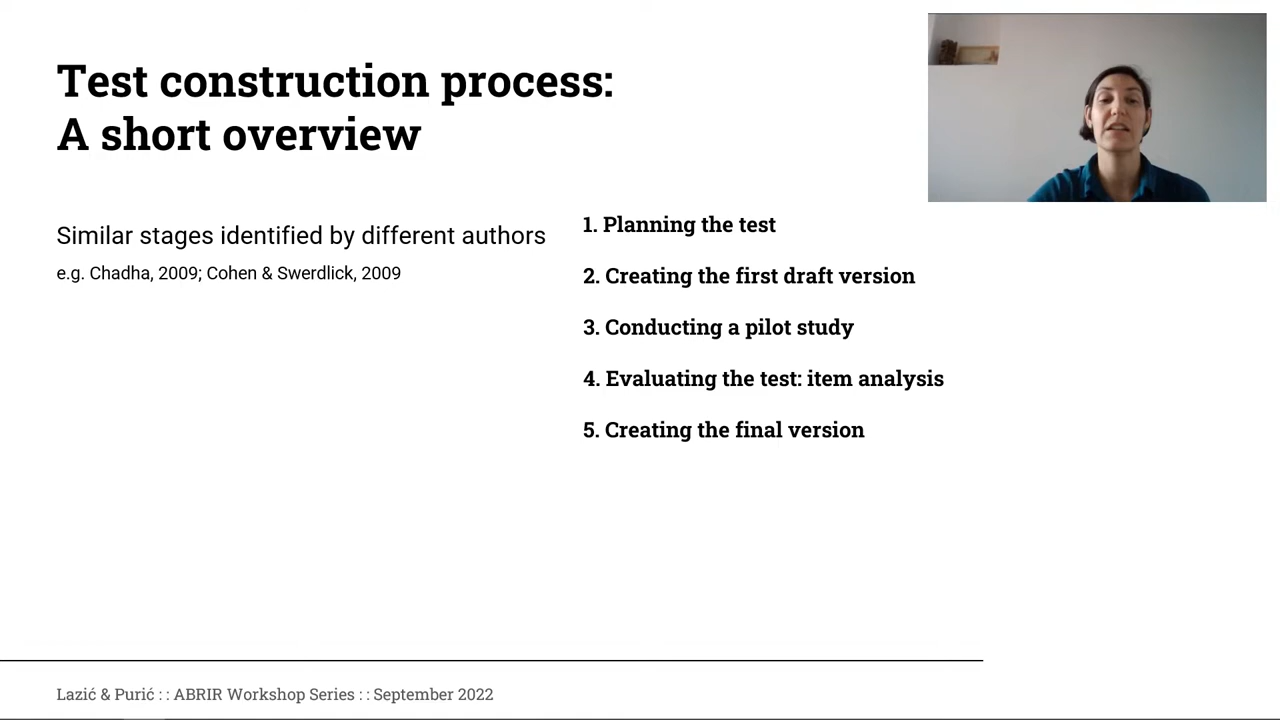 Test construction process:
A short overview
Similar stages identified by different authors
e.g. Chadha, 2009; Cohen & Swerdlick, 2009
1. Planning the test
2. Creating the first draft version
3. Conducting a pilot study
4. Evaluating the test: item analysis
5. Creating the final version
Lazić & Purić : : ABRIR Workshop Series : : September 2022